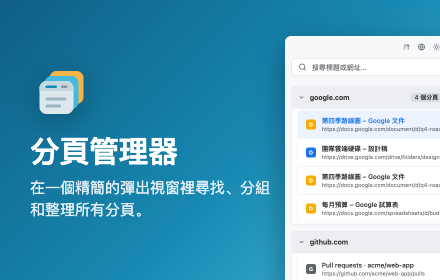 分頁管理器
在一個精簡的彈出視窗裡尋找、分組
和整理所有分頁。
搜尋標題或網址...
google.com
4 個分頁
D
第四季路線圖 – Google 文件
https://docs.google.com/document/d/q4-road
D
團隊雲端硬碟 – 設計稿
https://drive.google.com/drive/folders/design
D
第四季路線圖 – Google 文件
https://docs.google.com/document/d/q4-road
D
每月預算 – Google 試算表
https://docs.google.com/spreadsheets/d/bud
github.com
G
Pull requests · acme/web-app
https://github.com/acme/web-app/pulls